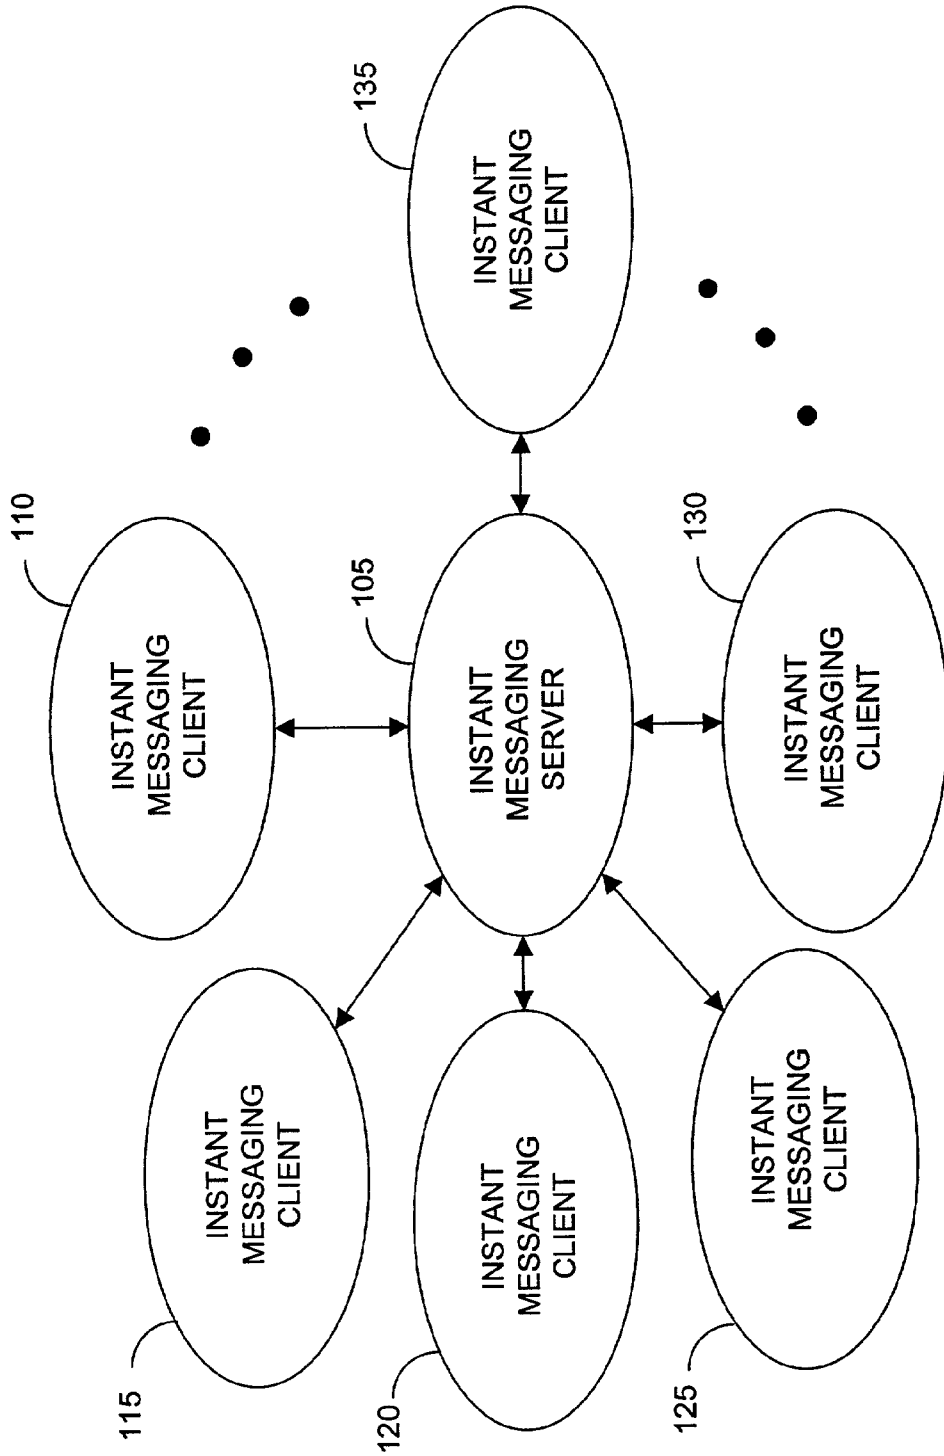 110
INSTANT
MESSAGING
CLIENT
115
INSTANT
MESSAGING
CLIENT
105
INSTANT
MESSAGING
SERVER
135
INSTANT
MESSAGING
CLIENT
120
INSTANT
MESSAGING
CLIENT
130
INSTANT
MESSAGING
CLIENT
125
INSTANT
MESSAGING
CLIENT